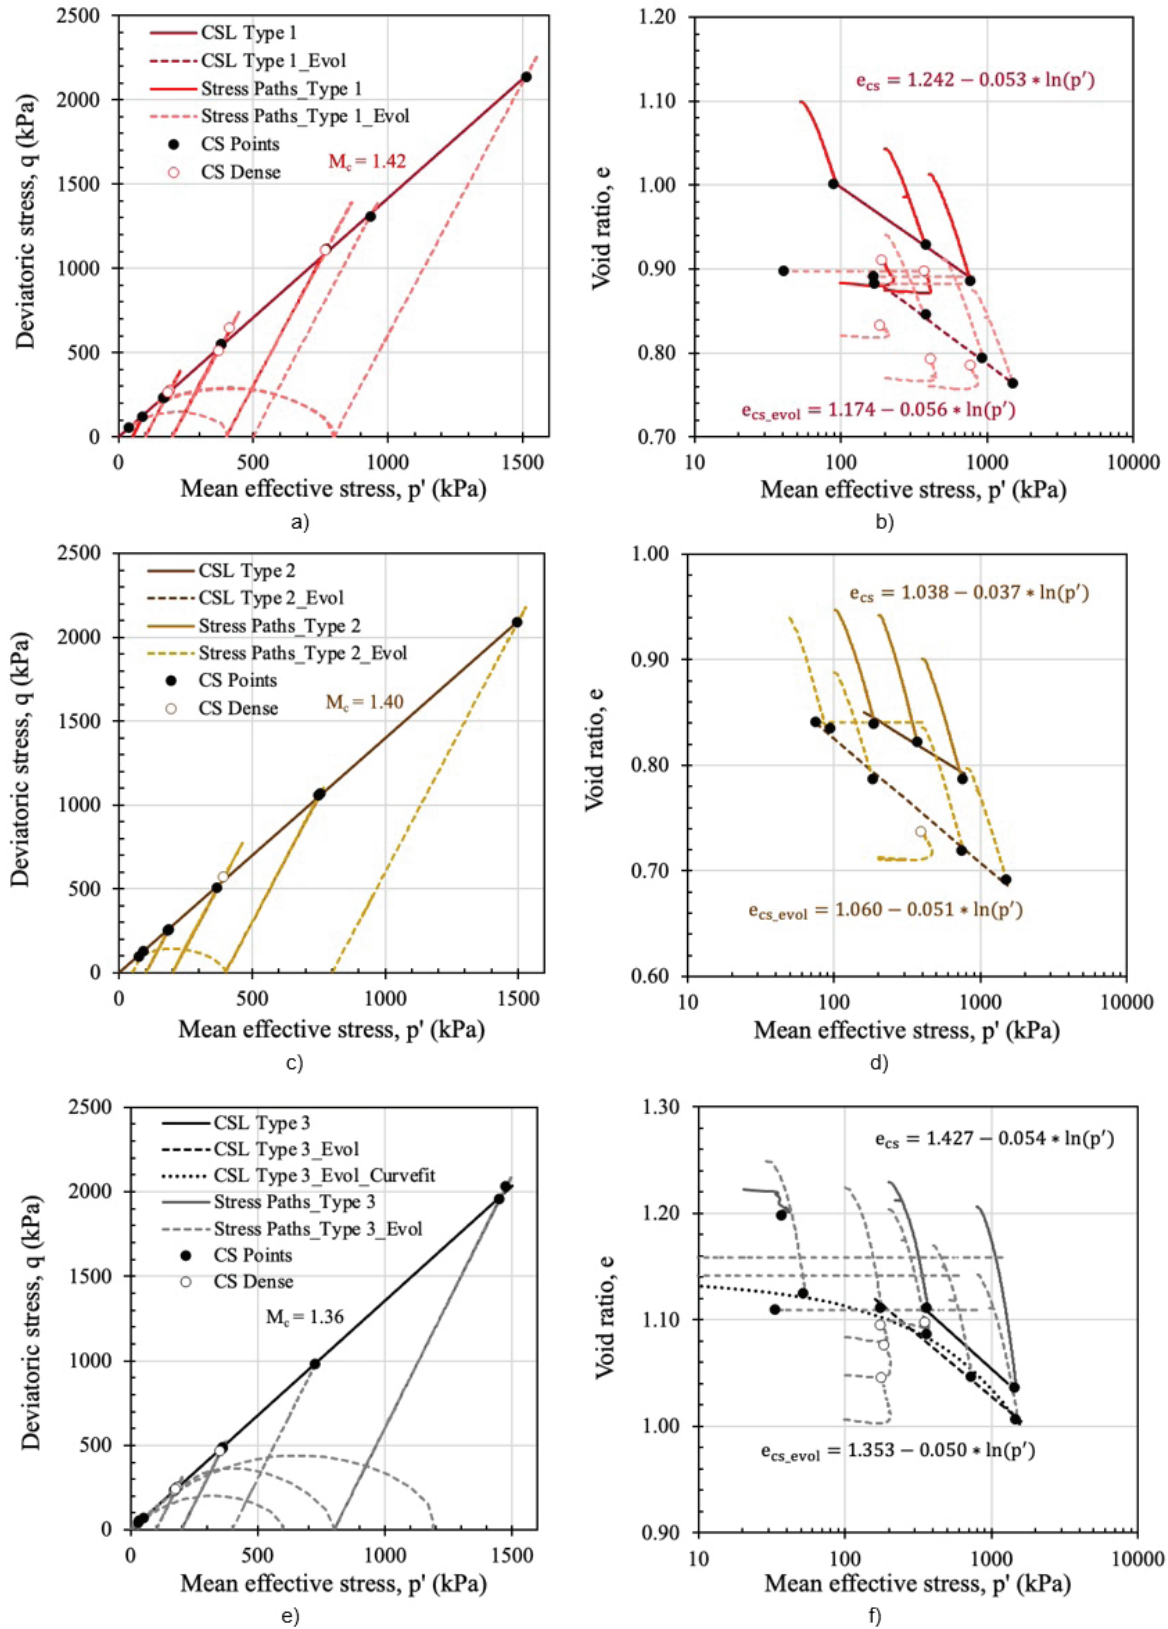 2500
2000
1500
1000
500
0
Deviatoric stress, q (kPa)
CSL Type 1
CSL Type 1_Evol
Stress Paths_Type 1
Stress Paths_Type 1_Evol
CS Points
CS Dense
M_c = 1.42
0 500 1000 1500
Mean effective stress, p' (kPa)
a)
1.20
1.10
1.00
0.90
0.80
0.70
Void ratio, e
e_cs = 1.242 − 0.053 * ln(p′)
e_cs_evol = 1.174 − 0.056 * ln(p′)
10 100 1000 10000
Mean effective stress, p' (kPa)
b)
2500
2000
1500
1000
500
0
Deviatoric stress, q (kPa)
CSL Type 2
CSL Type 2_Evol
Stress Paths_Type 2
Stress Paths_Type 2_Evol
CS Points
CS Dense
M_c = 1.40
0 500 1000 1500
Mean effective stress, p' (kPa)
c)
1.00
0.90
0.80
0.70
0.60
Void ratio, e
e_cs = 1.038 − 0.037 * ln(p′)
e_cs_evol = 1.060 − 0.051 * ln(p′)
10 100 1000 10000
Mean effective stress, p' (kPa)
d)
2500
2000
1500
1000
500
0
Deviatoric stress, q (kPa)
CSL Type 3
CSL Type 3_Evol
CSL Type 3_Evol_Curvefit
Stress Paths_Type 3
Stress Paths_Type 3_Evol
CS Points
CS Dense
M_c = 1.36
0 500 1000 1500
Mean effective stress, p' (kPa)
e)
1.30
1.20
1.10
1.00
0.90
Void ratio, e
e_cs = 1.427 − 0.054 * ln(p′)
e_cs_evol = 1.353 − 0.050 * ln(p′)
10 100 1000 10000
Mean effective stress, p' (kPa)
f)